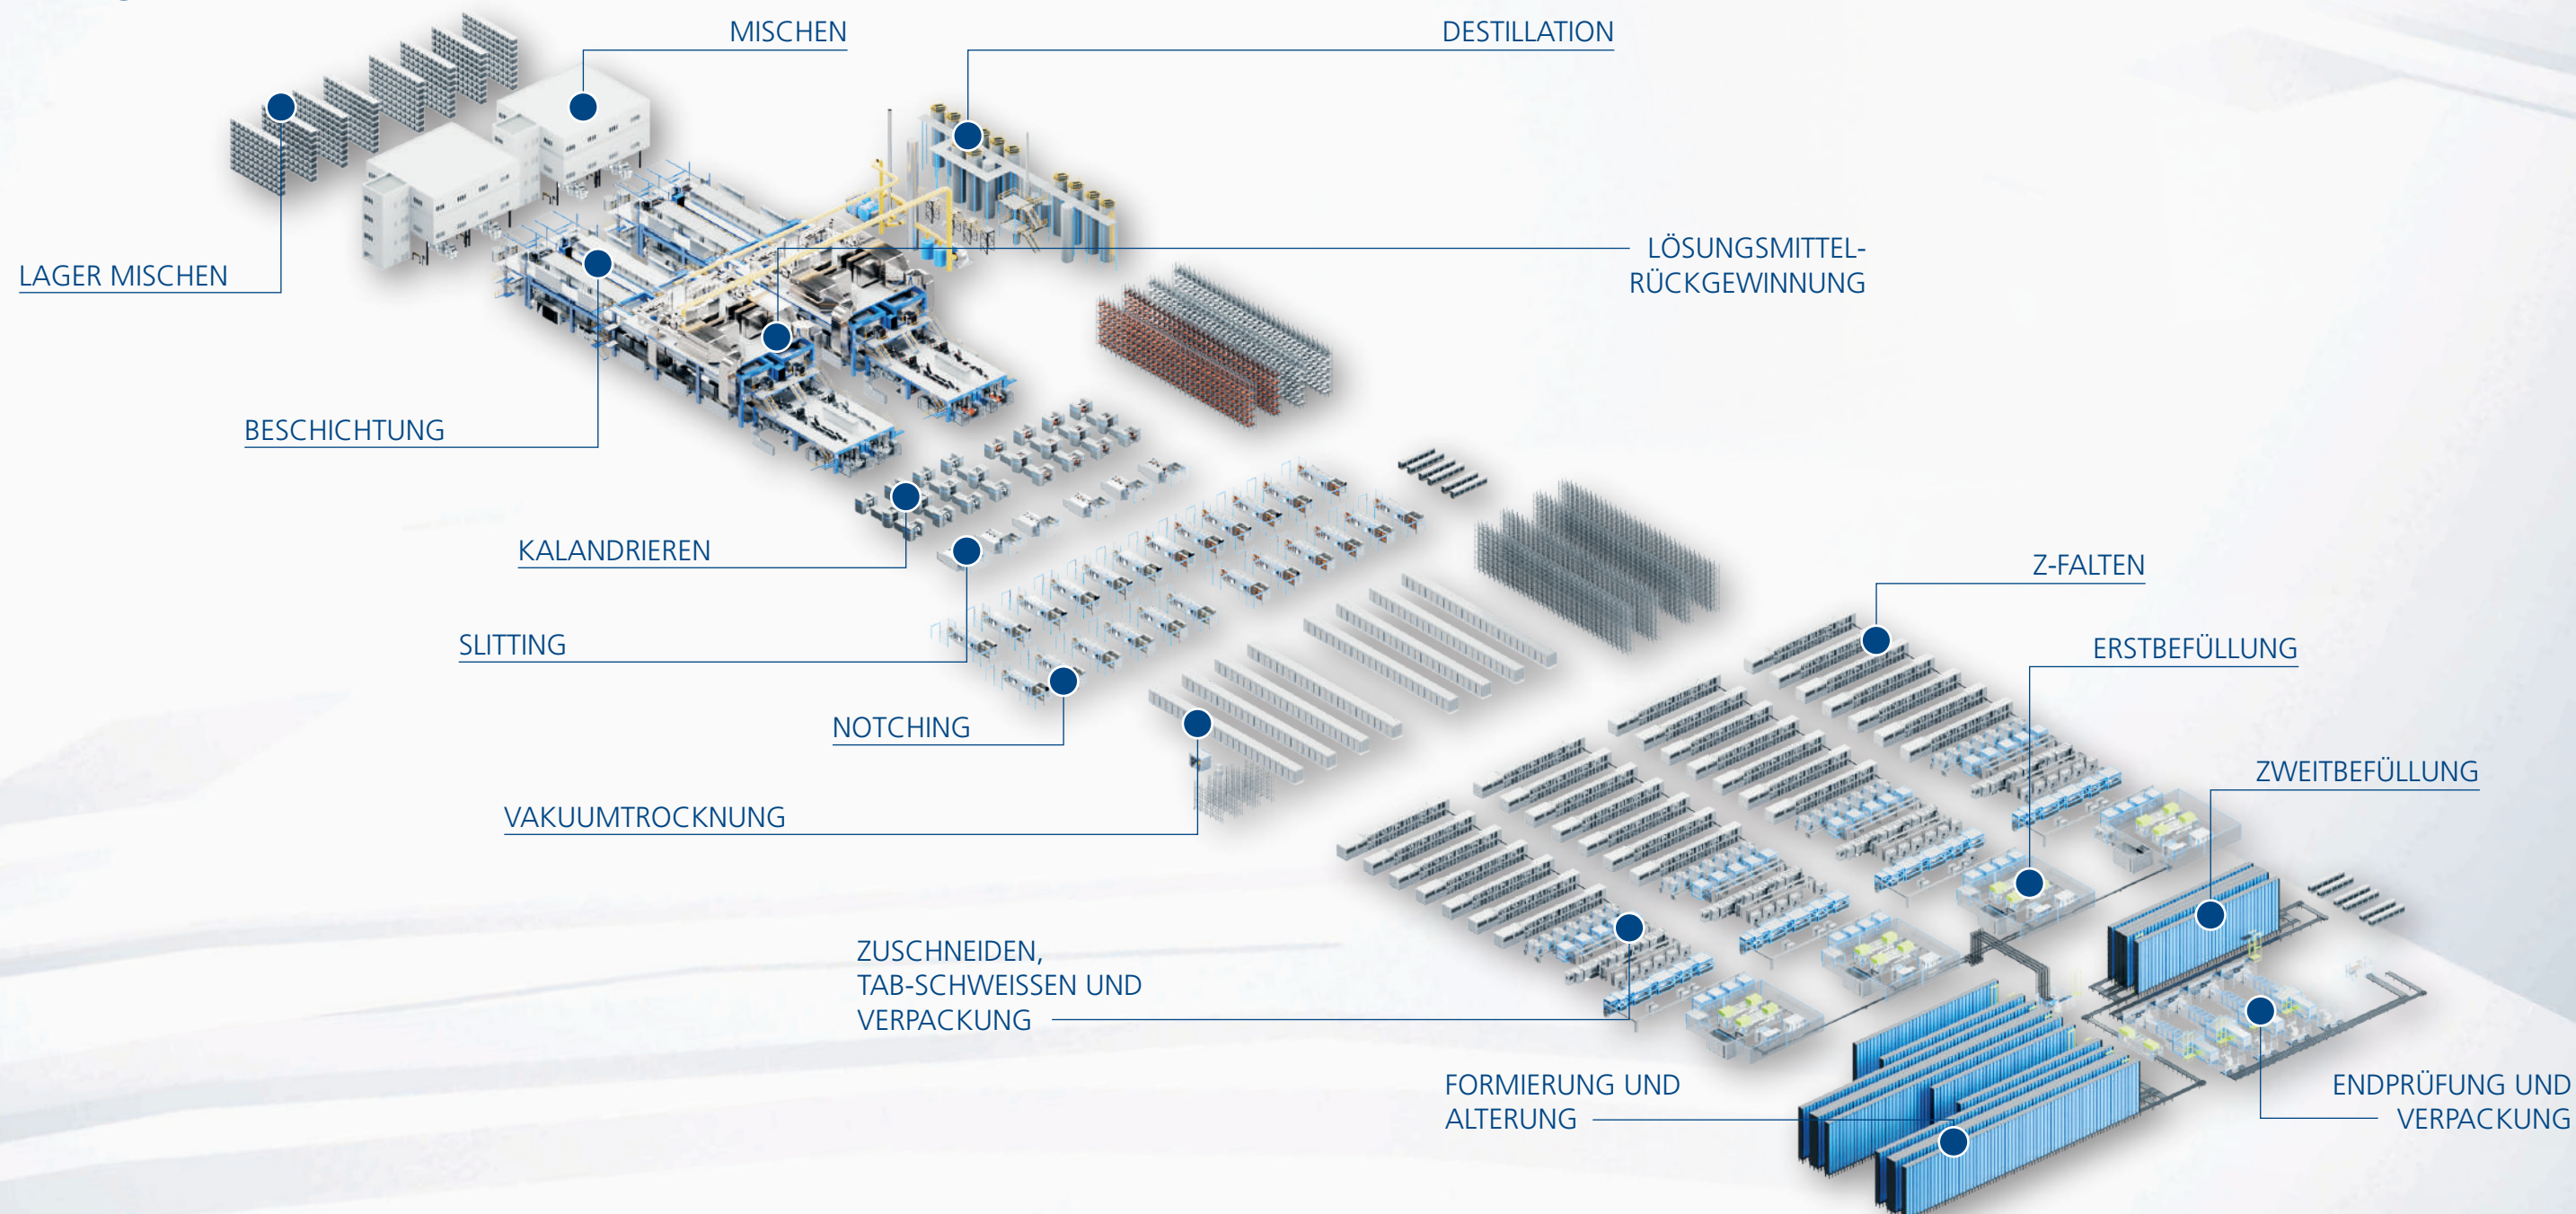 MISCHEN
DESTILLATION
LAGER MISCHEN
LÖSUNGSMITTEL-
RÜCKGEWINNUNG
BESCHICHTUNG
KALANDRIEREN
SLITTING
NOTCHING
VAKUUMTROCKNUNG
Z-FALTEN
ERSTBEFÜLLUNG
ZWEITBEFÜLLUNG
ZUSCHNEIDEN,
TAB-SCHWEISSEN UND
VERPACKUNG
FORMIERUNG UND
ALTERUNG
ENDPRÜFUNG UND
VERPACKUNG